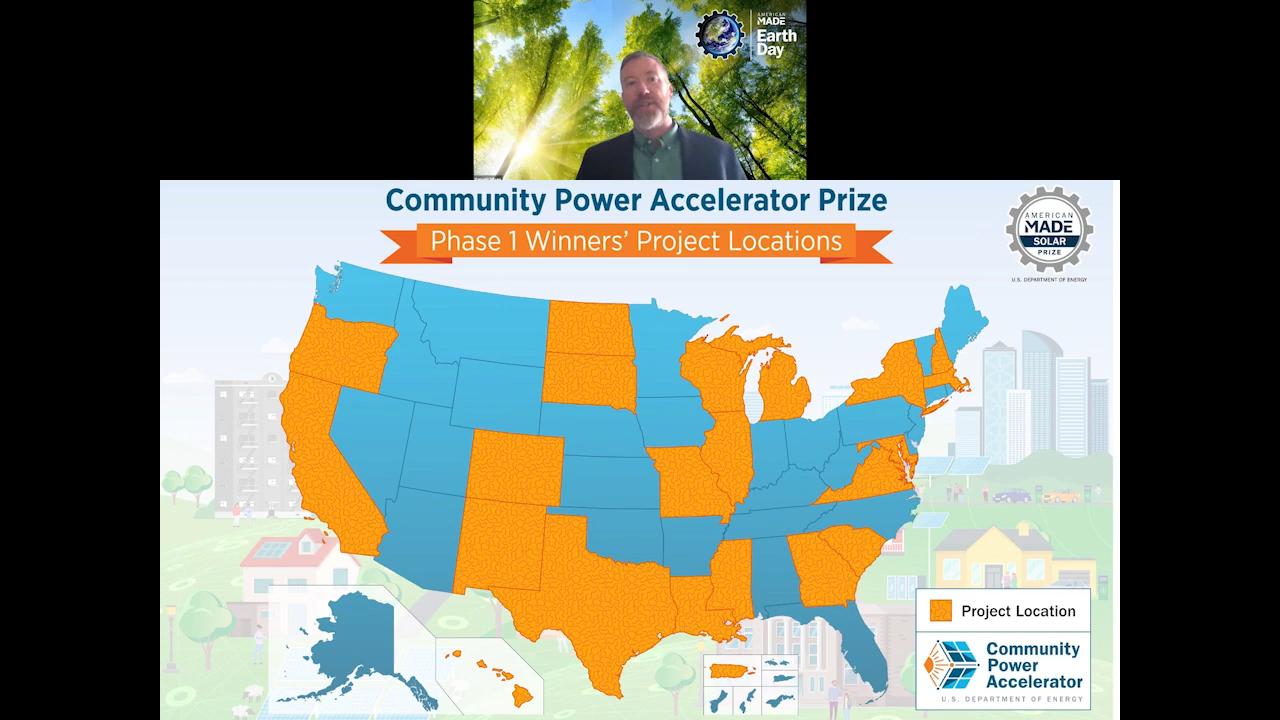 AMERICAN
MADE
Earth
Day
Community Power Accelerator Prize
Phase 1 Winners’ Project Locations
AMERICAN
MADE
SOLAR
PRIZE
U.S. DEPARTMENT OF ENERGY
Project Location
Community
Power
Accelerator
U.S. DEPARTMENT OF ENERGY